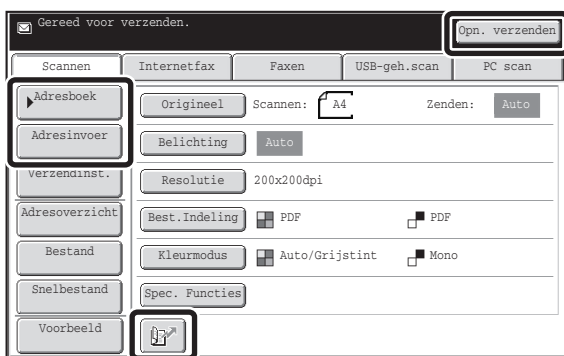 Gereed voor verzenden.
Opn. verzenden
Scannen Internetfax Faxen USB-geh.scan PC scan
Adresboek
Origineel Scannen: A4 Zenden: Auto
Adresinvoer
Belichting Auto
Verzendinst.
Resolutie 200x200dpi
Adresoverzicht
Best.Indeling PDF PDF
Bestand
Kleurmodus Auto/Grijstint Mono
Snelbestand
Spec. Functies
Voorbeeld